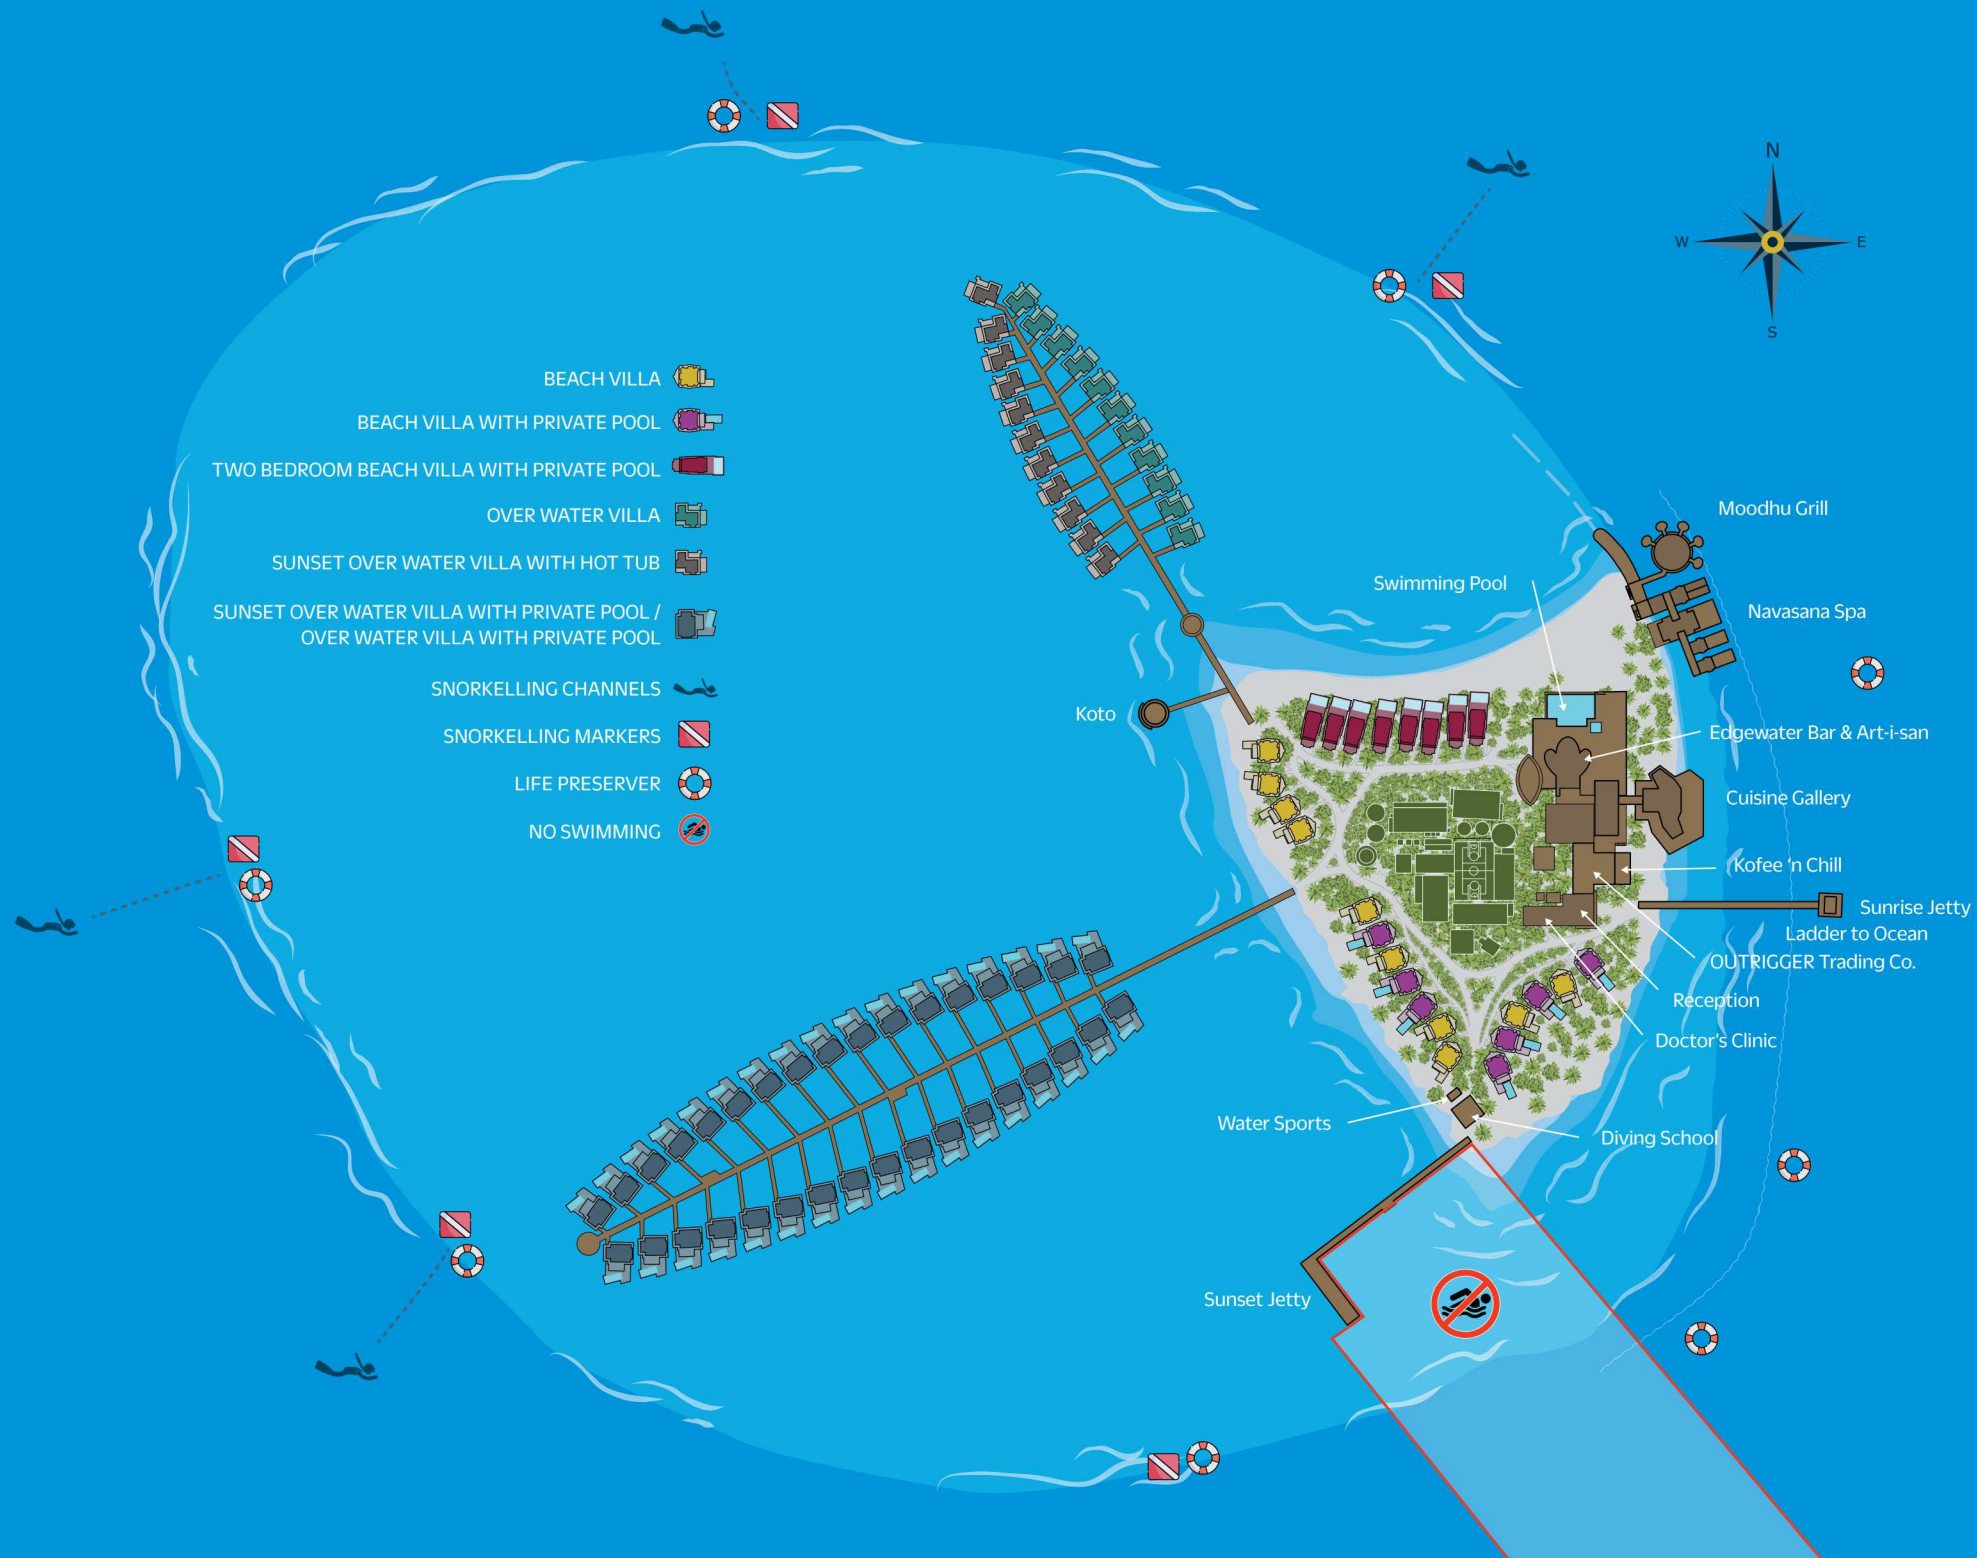 N
W
E
S
BEACH VILLA
BEACH VILLA WITH PRIVATE POOL
TWO BEDROOM BEACH VILLA WITH PRIVATE POOL
OVER WATER VILLA
SUNSET OVER WATER VILLA WITH HOT TUB
SUNSET OVER WATER VILLA WITH PRIVATE POOL /
OVER WATER VILLA WITH PRIVATE POOL
SNORKELLING CHANNELS
SNORKELLING MARKERS
LIFE PRESERVER
NO SWIMMING
Moodhu Grill
Swimming Pool
Navasana Spa
Koto
Edgewater Bar & Art-i-san
Cuisine Gallery
Kofee 'n Chill
Sunrise Jetty
Ladder to Ocean
OUTRIGGER Trading Co.
Reception
Doctor's Clinic
Water Sports
Diving School
Sunset Jetty